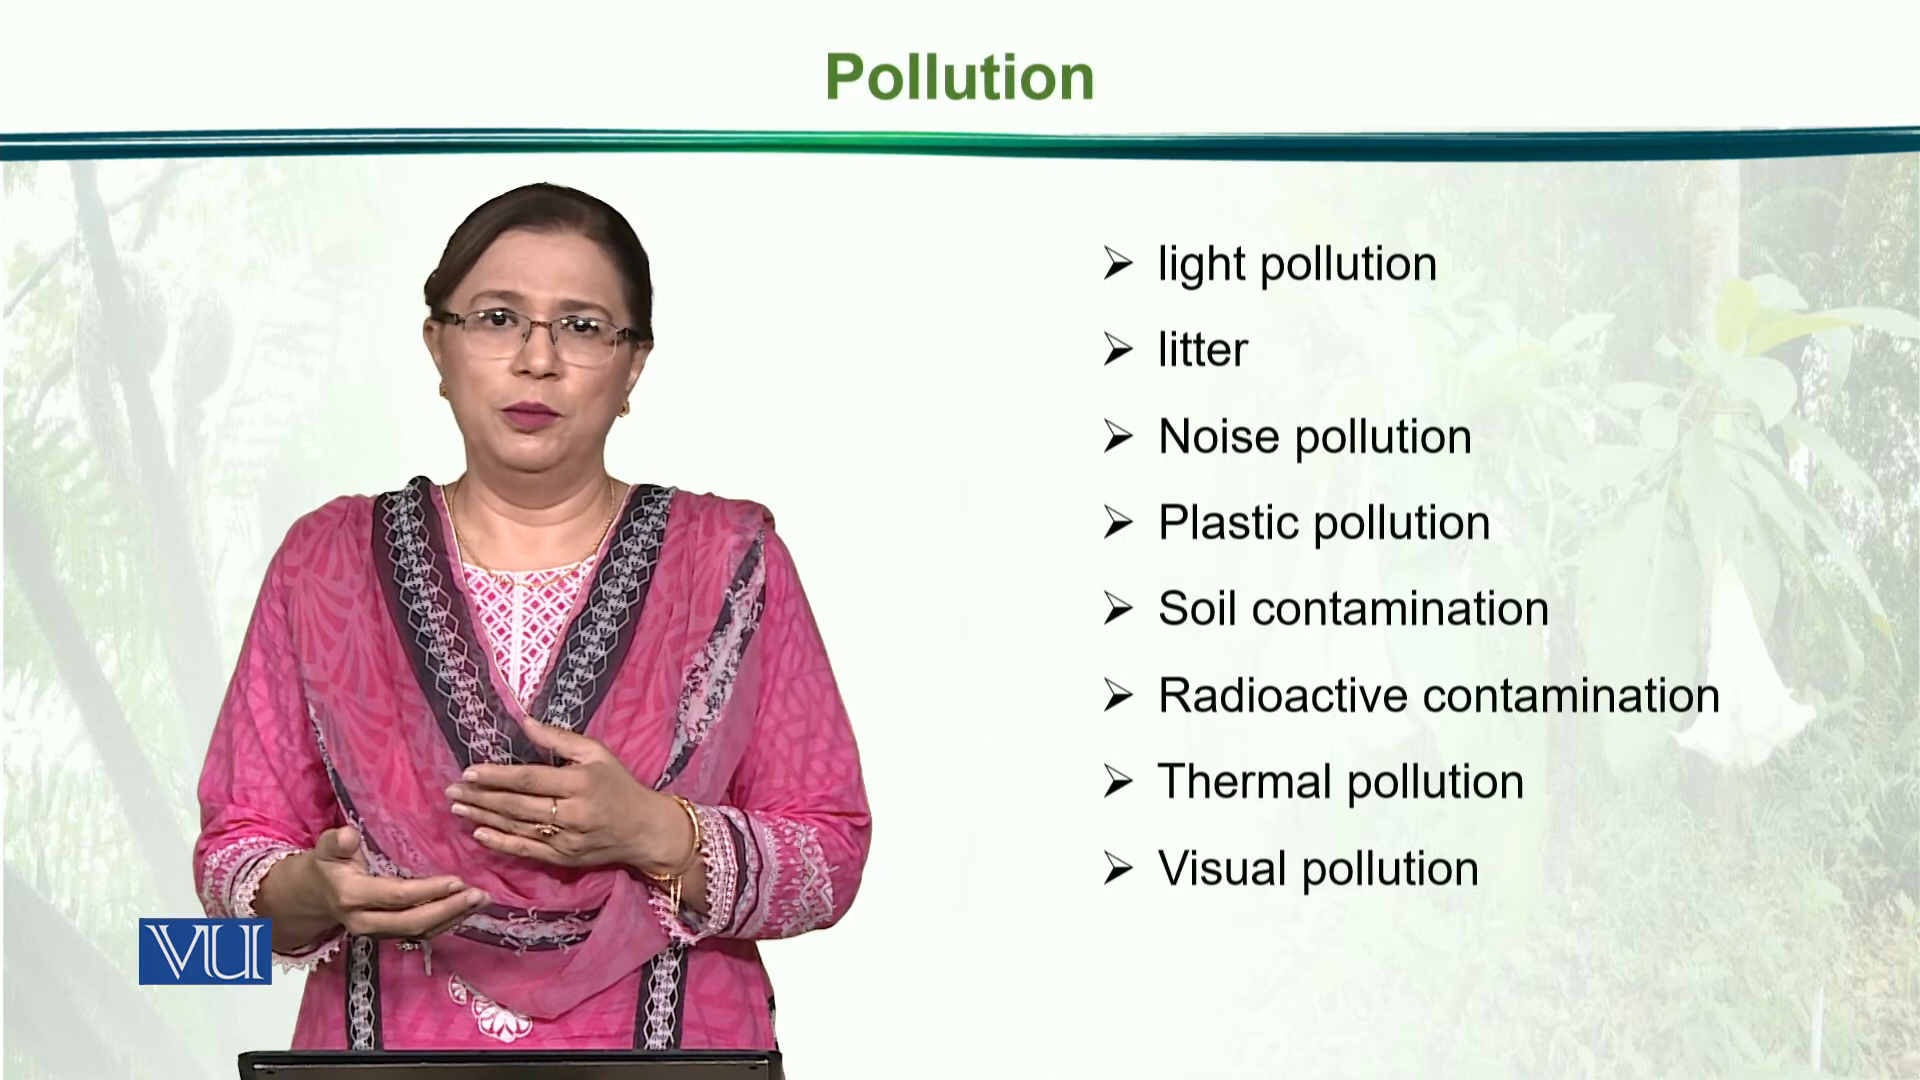 Pollution
➢ light pollution
➢ litter
➢ Noise pollution
➢ Plastic pollution
➢ Soil contamination
➢ Radioactive contamination
➢ Thermal pollution
➢ Visual pollution
VU